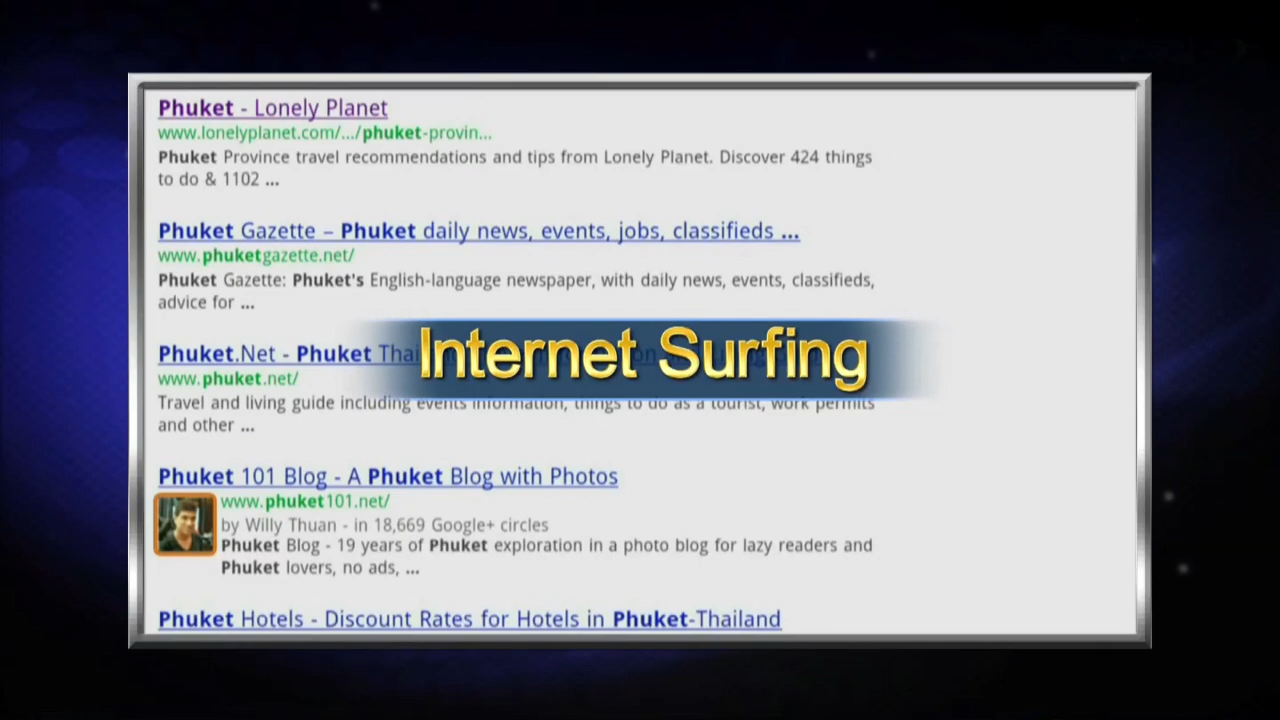 Phuket - Lonely Planet
www.lonelyplanet.com/.../phuket-provin...
Phuket Province travel recommendations and tips from Lonely Planet. Discover 424 things
to do & 1102 ...
Phuket Gazette – Phuket daily news, events, jobs, classifieds ...
www.phuketgazette.net/
Phuket Gazette: Phuket's English-language newspaper, with daily news, events, classifieds,
advice for ...
Internet Surfing
Phuket.Net - Phuket
www.phuket.net/
Travel and living guide including events information, things to do as a tourist, work permits
and other ...
Phuket 101 Blog - A Phuket Blog with Photos
www.phuket101.net/
by Willy Thuan - in 18,669 Google+ circles
Phuket Blog - 19 years of Phuket exploration in a photo blog for lazy readers and
Phuket lovers, no ads, ...
Phuket Hotels - Discount Rates for Hotels in Phuket-Thailand